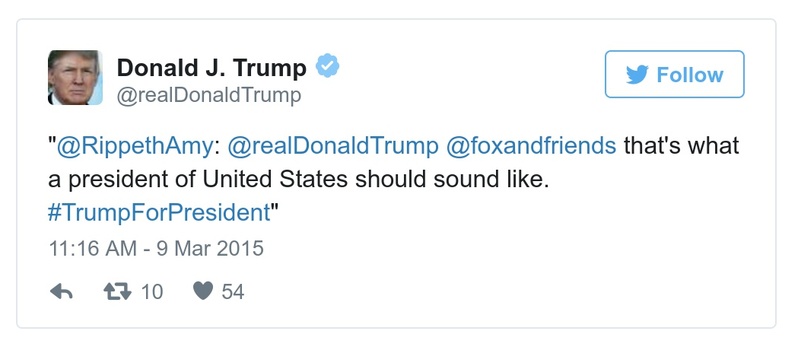 Donald J. Trump
@realDonaldTrump
Follow
"@RippethAmy: @realDonaldTrump @foxandfriends that's what
a president of United States should sound like.
#TrumpForPresident"
11:16 AM - 9 Mar 2015
10 54